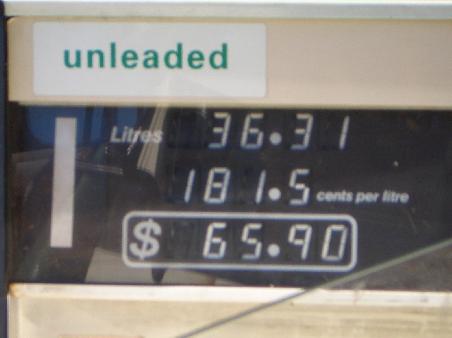 unleaded
Litres 36.31
181.5 cents per litre
$ 65.90